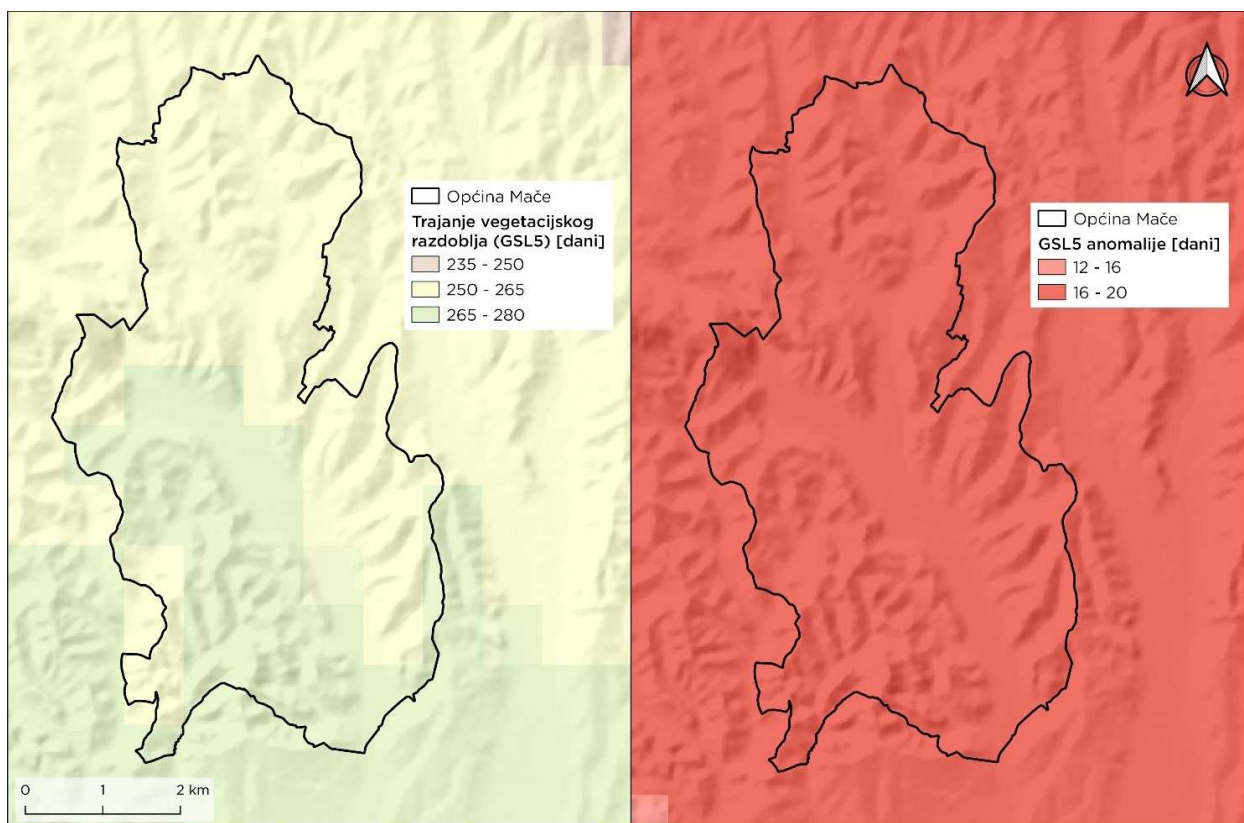 Općina Mače
Trajanje vegetacijskog
razdoblja (GSL5) [dani]
235 - 250
250 - 265
265 - 280
0 1 2 km
Općina Mače
GSL5 anomalije [dani]
12 - 16
16 - 20